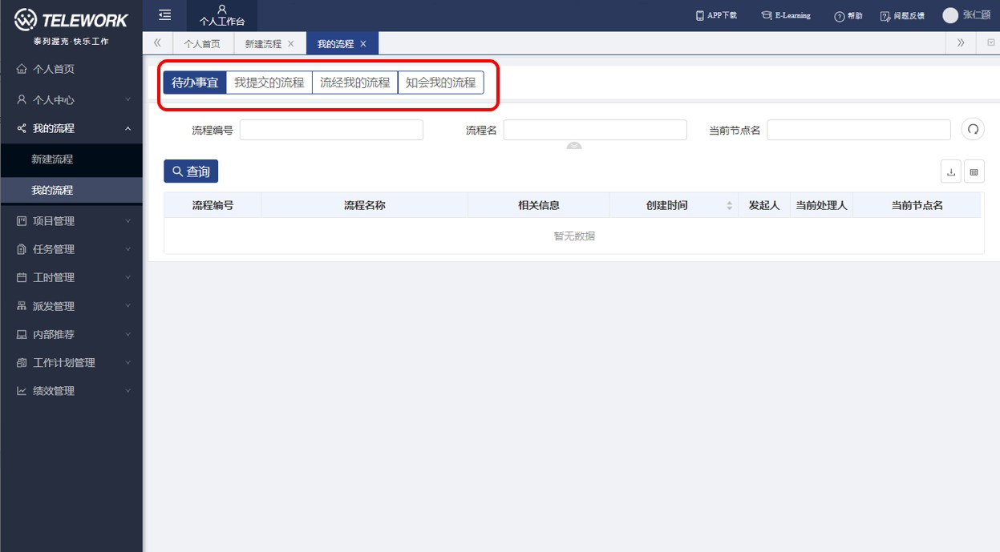 TELEWORK
泰列渥克·快乐工作
个人工作台
APP下载
E-Learning
帮助
问题反馈
张仁颐
个人首页
新建流程
我的流程
个人首页
个人中心
我的流程
新建流程
我的流程
项目管理
任务管理
工时管理
派发管理
内部推荐
工作计划管理
绩效管理
待办事宜
我提交的流程
流经我的流程
知会我的流程
流程编号
流程名
当前节点名
查询
流程编号
流程名称
相关信息
创建时间
发起人
当前处理人
当前节点名
暂无数据